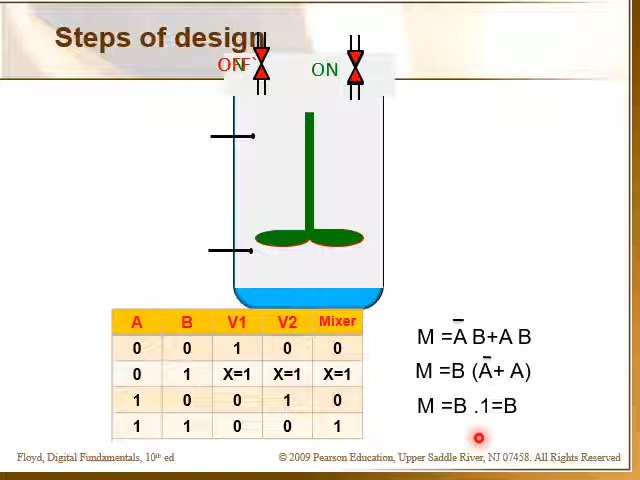 Steps of design
OFF`
ON
A B V1 V2 Mixer
0 0 1 0 0
0 1 X=1 X=1 X=1
1 0 0 1 0
1 1 0 0 1
M =A̅ B+A B
M =B (A̅+ A)
M =B .1=B
Floyd, Digital Fundamentals, 10th ed
© 2009 Pearson Education, Upper Saddle River, NJ 07458. All Rights Reserved